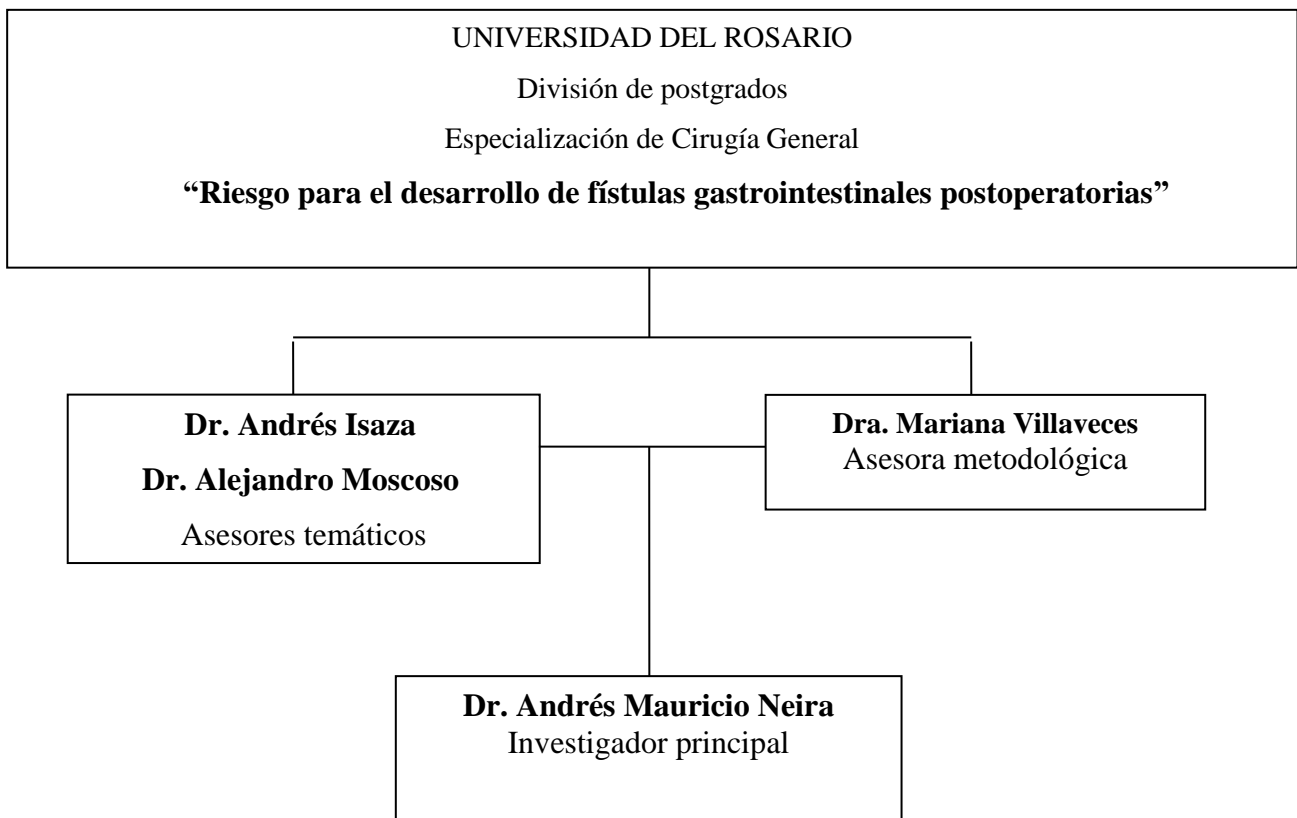 UNIVERSIDAD DEL ROSARIO
División de postgrados
Especialización de Cirugía General
“Riesgo para el desarrollo de fístulas gastrointestinales postoperatorias”
Dr. Andrés Isaza
Dr. Alejandro Moscoso
Asesores temáticos
Dra. Mariana Villaveces
Asesora metodológica
Dr. Andrés Mauricio Neira
Investigador principal